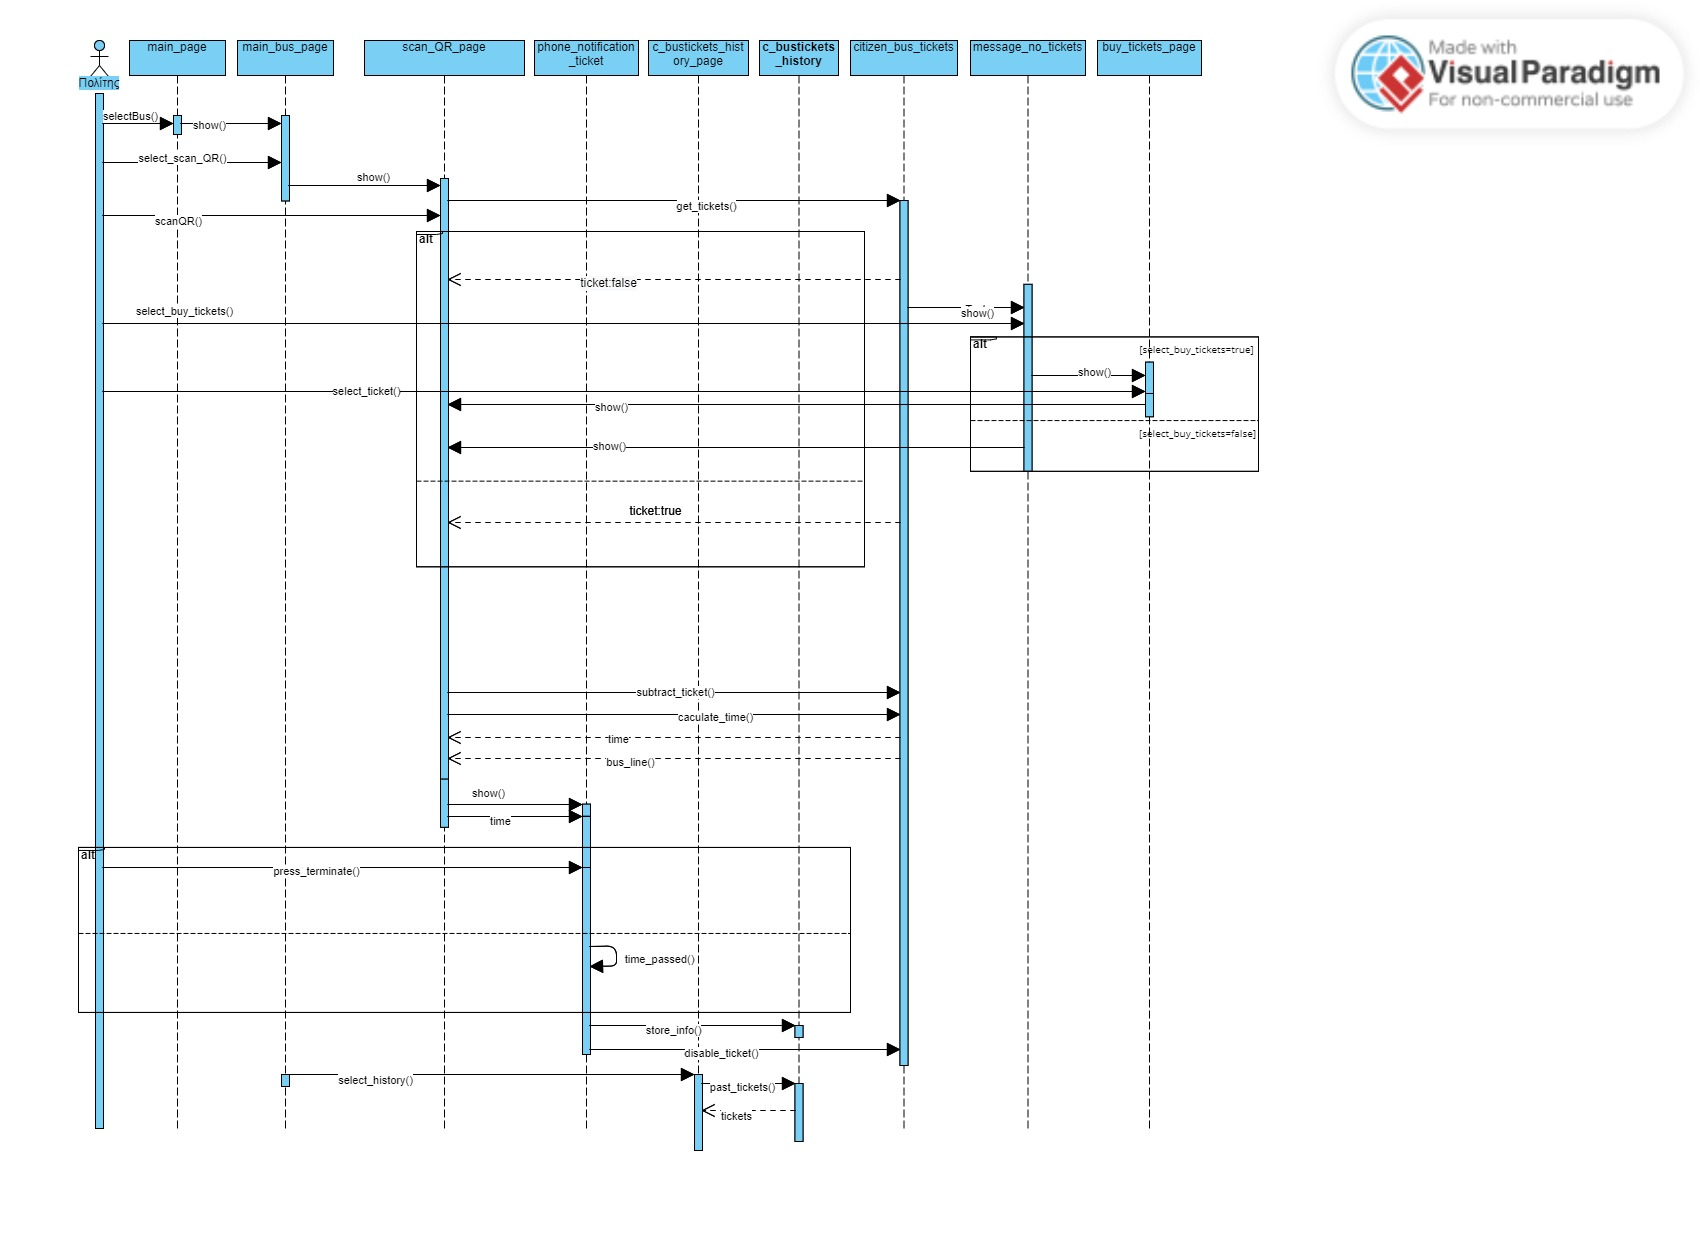 Made with
Visual Paradigm
For non-commercial use
main_page
main_bus_page
scan_QR_page
phone_notification
_ticket
c_bustickets_hist
ory_page
c_bustickets
_history
citizen_bus_tickets
message_no_tickets
buy_tickets_page
Πολίτης
selectBus()
show()
select_scan_QR()
show()
get_tickets()
scanQR()
alt
ticket:false
select_buy_tickets()
show()
alt
[select_buy_tickets=true]
show()
select_ticket()
show()
[select_buy_tickets=false]
show()
ticket:true
subtract_ticket()
caculate_time()
time
bus_line()
show()
time
alt
press_terminate()
time_passed()
store_info()
disable_ticket()
select_history()
past_tickets()
tickets